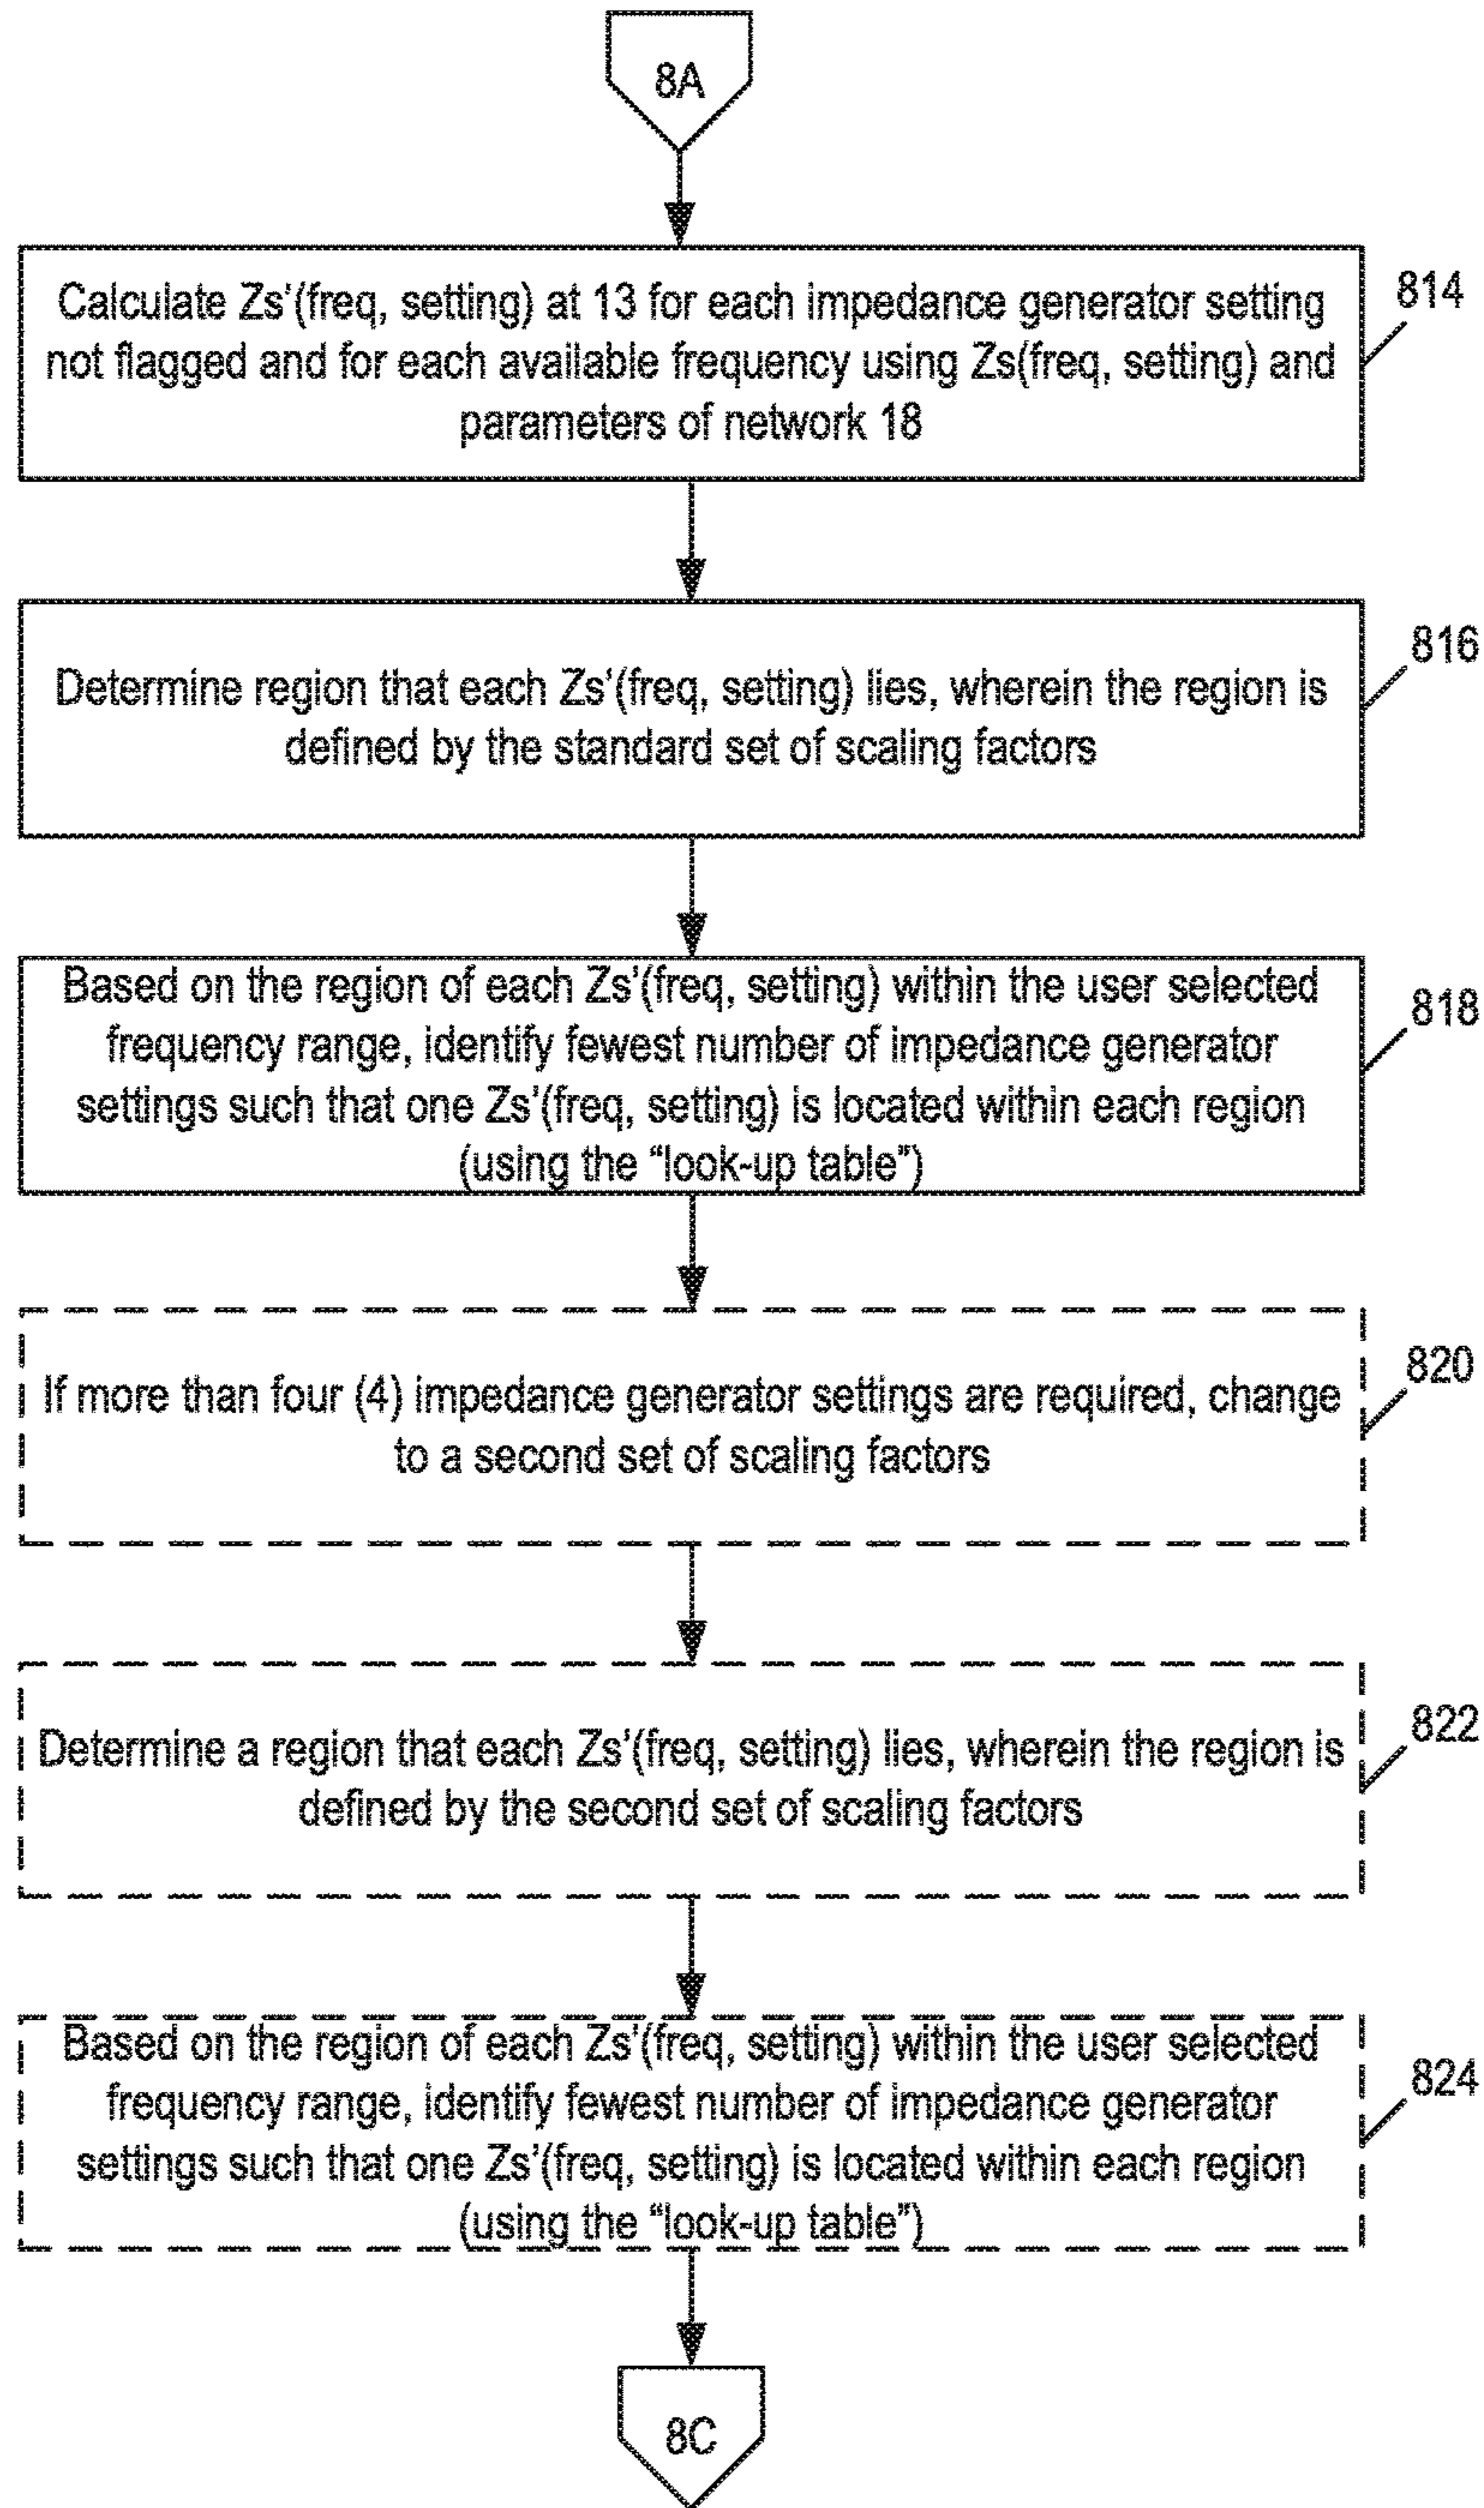 8A
Calculate Zs'(freq, setting) at 13 for each impedance generator setting
not flagged and for each available frequency using Zs(freq, setting) and
parameters of network 18
814
Determine region that each Zs'(freq, setting) lies, wherein the region is
defined by the standard set of scaling factors
816
Based on the region of each Zs'(freq, setting) within the user selected
frequency range, identify fewest number of impedance generator
settings such that one Zs'(freq, setting) is located within each region
(using the “look-up table”)
818
If more than four (4) impedance generator settings are required, change
to a second set of scaling factors
820
Determine a region that each Zs'(freq, setting) lies, wherein the region is
defined by the second set of scaling factors
822
Based on the region of each Zs'(freq, setting) within the user selected
frequency range, identify fewest number of impedance generator
settings such that one Zs'(freq, setting) is located within each region
(using the “look-up table”)
824
8C